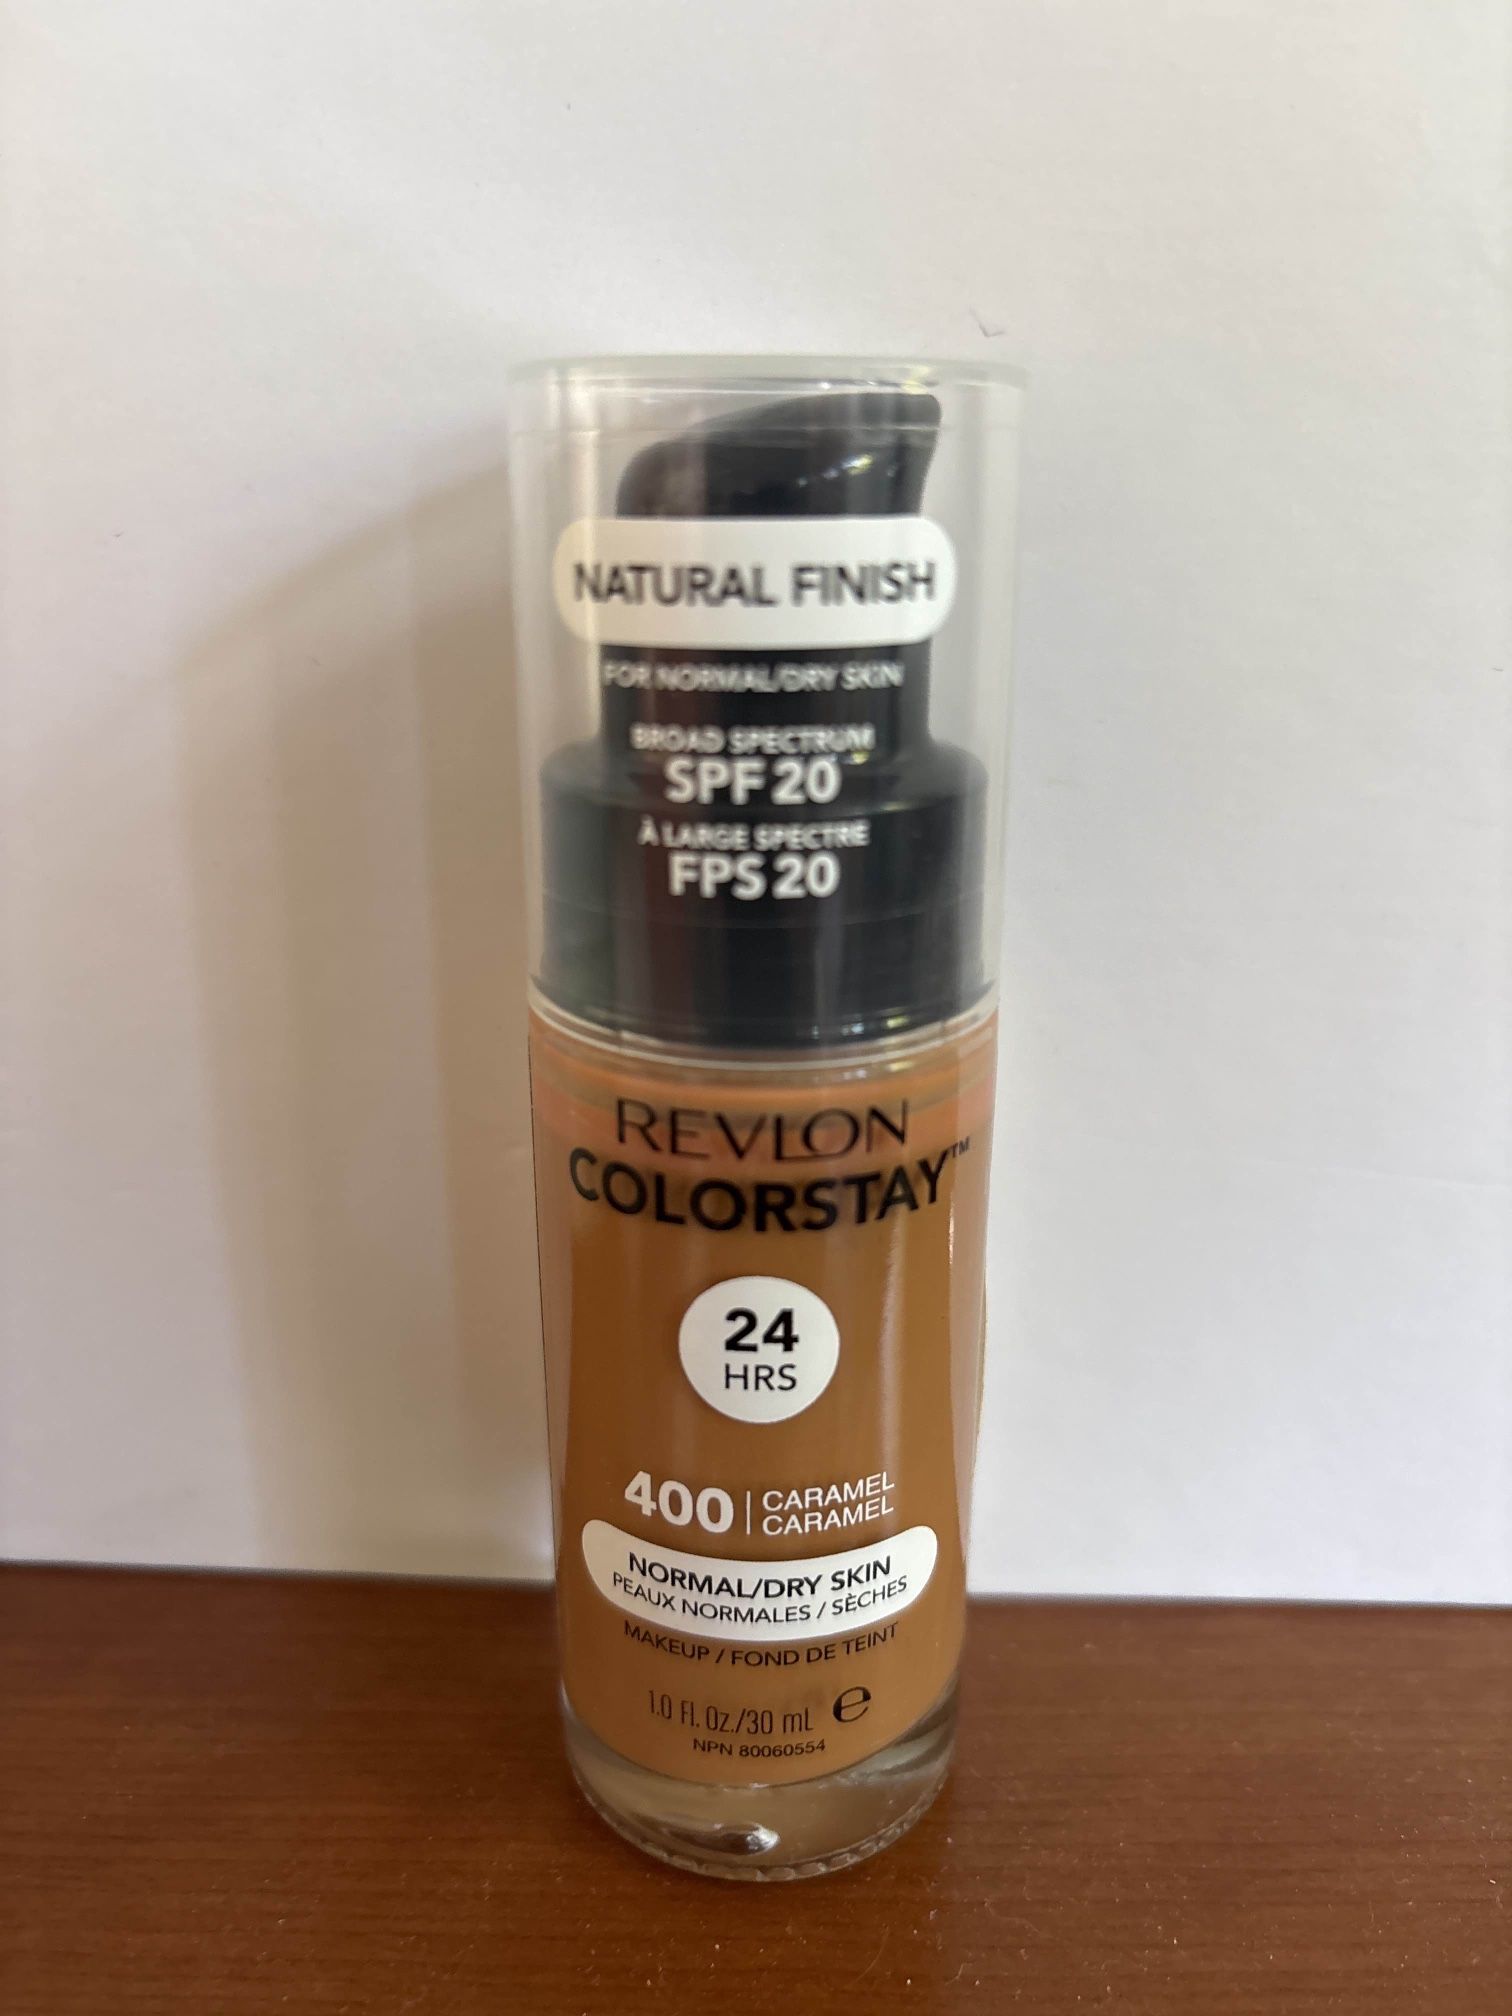 NATURAL FINISH
FOR NORMAL/DRY SKIN
BROAD SPECTRUM
SPF 20
À LARGE SPECTRE
FPS 20
REVLON
COLORSTAY™
24
HRS
400 | CARAMEL
CARAMEL
NORMAL/DRY SKIN
PEAUX NORMALES / SÈCHES
MAKEUP / FOND DE TEINT
1.0 Fl. Oz./30 mL ℮
NPN 80060554